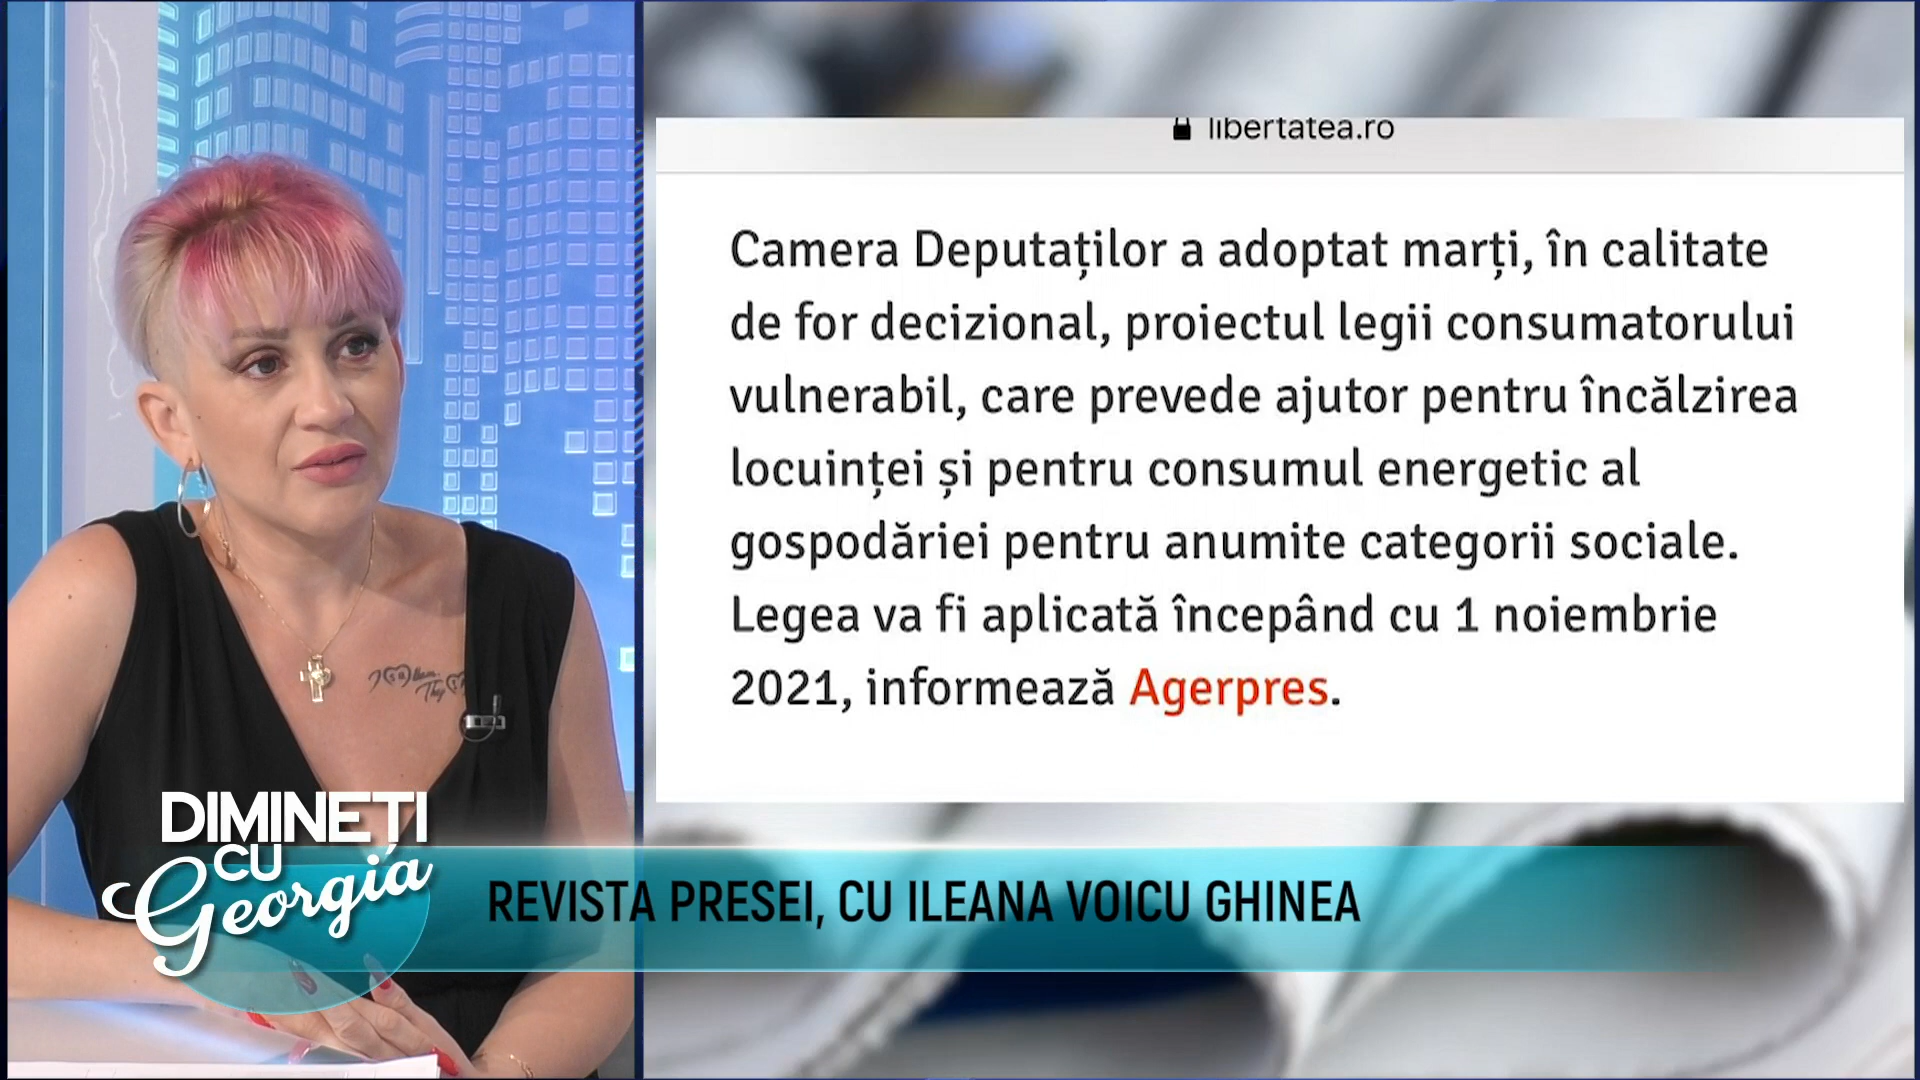 libertatea.ro
Camera Deputaților a adoptat marți, în calitate
de for decizional, proiectul legii consumatorului
vulnerabil, care prevede ajutor pentru încălzirea
locuinței și pentru consumul energetic al
gospodăriei pentru anumite categorii sociale.
Legea va fi aplicată începând cu 1 noiembrie
2021, informează Agerpres.
DIMINEȚI
CU
Georgia
REVISTA PRESEI, CU ILEANA VOICU GHINEA